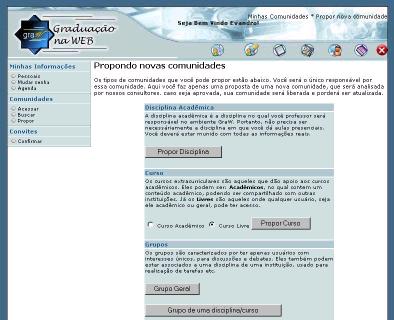 Minhas Comunidades * Propor nova comunidade
Seja Bem Vindo Evandro!
graw
Graduação
na WEB
Minhas Informações
Pessoais
Mudar senha
Agenda
Comunidades
Acessar
Buscar
Propor
Convites
Confirmar
Propondo novas comunidades
Os tipos de comunidades que você pode propor estão abaixo. Você será o único responsável por
essa comunidade. Aqui você faz apenas uma proposta de uma nova comunidade, que será analisada
por nossos consultores. caso seja aprovada, sua comunidade será liberada e porderá ser atualizada.
Disciplina Acadêmica
A disciplina acadêmica é a disciplina no qual você professor será
responsável no ambiente GraW. Portanto, não precisa ser
necessáriamente a disciplina em que você dá aulas presenciais.
Você deverá estar munido com todas as informações reais.
Propor Disciplina
Curso
Os cursos extracurriculares são aqueles que dão apoio aos cursos
acadêmicos. Eles podem ser: Acadêmicos, no qual contem um
conteúdo acadêmico, podendo ser compartilhado com outras
instituições. Já os Livres são aqueles onde qualquer usuário, seja
ele acadêmico ou geral, pode ter acesso.
Curso Acadêmico Curso Livre Propor Curso
Grupos
Os grupos são caracterizados por ter apenas usuários com
interesses únicos, para discussões e debates. Eles também podem
estar associados a uma disciplina de uma instituição, usado para
realização de tarefas etc.
Grupo Geral
Grupo de uma disciplina/curso